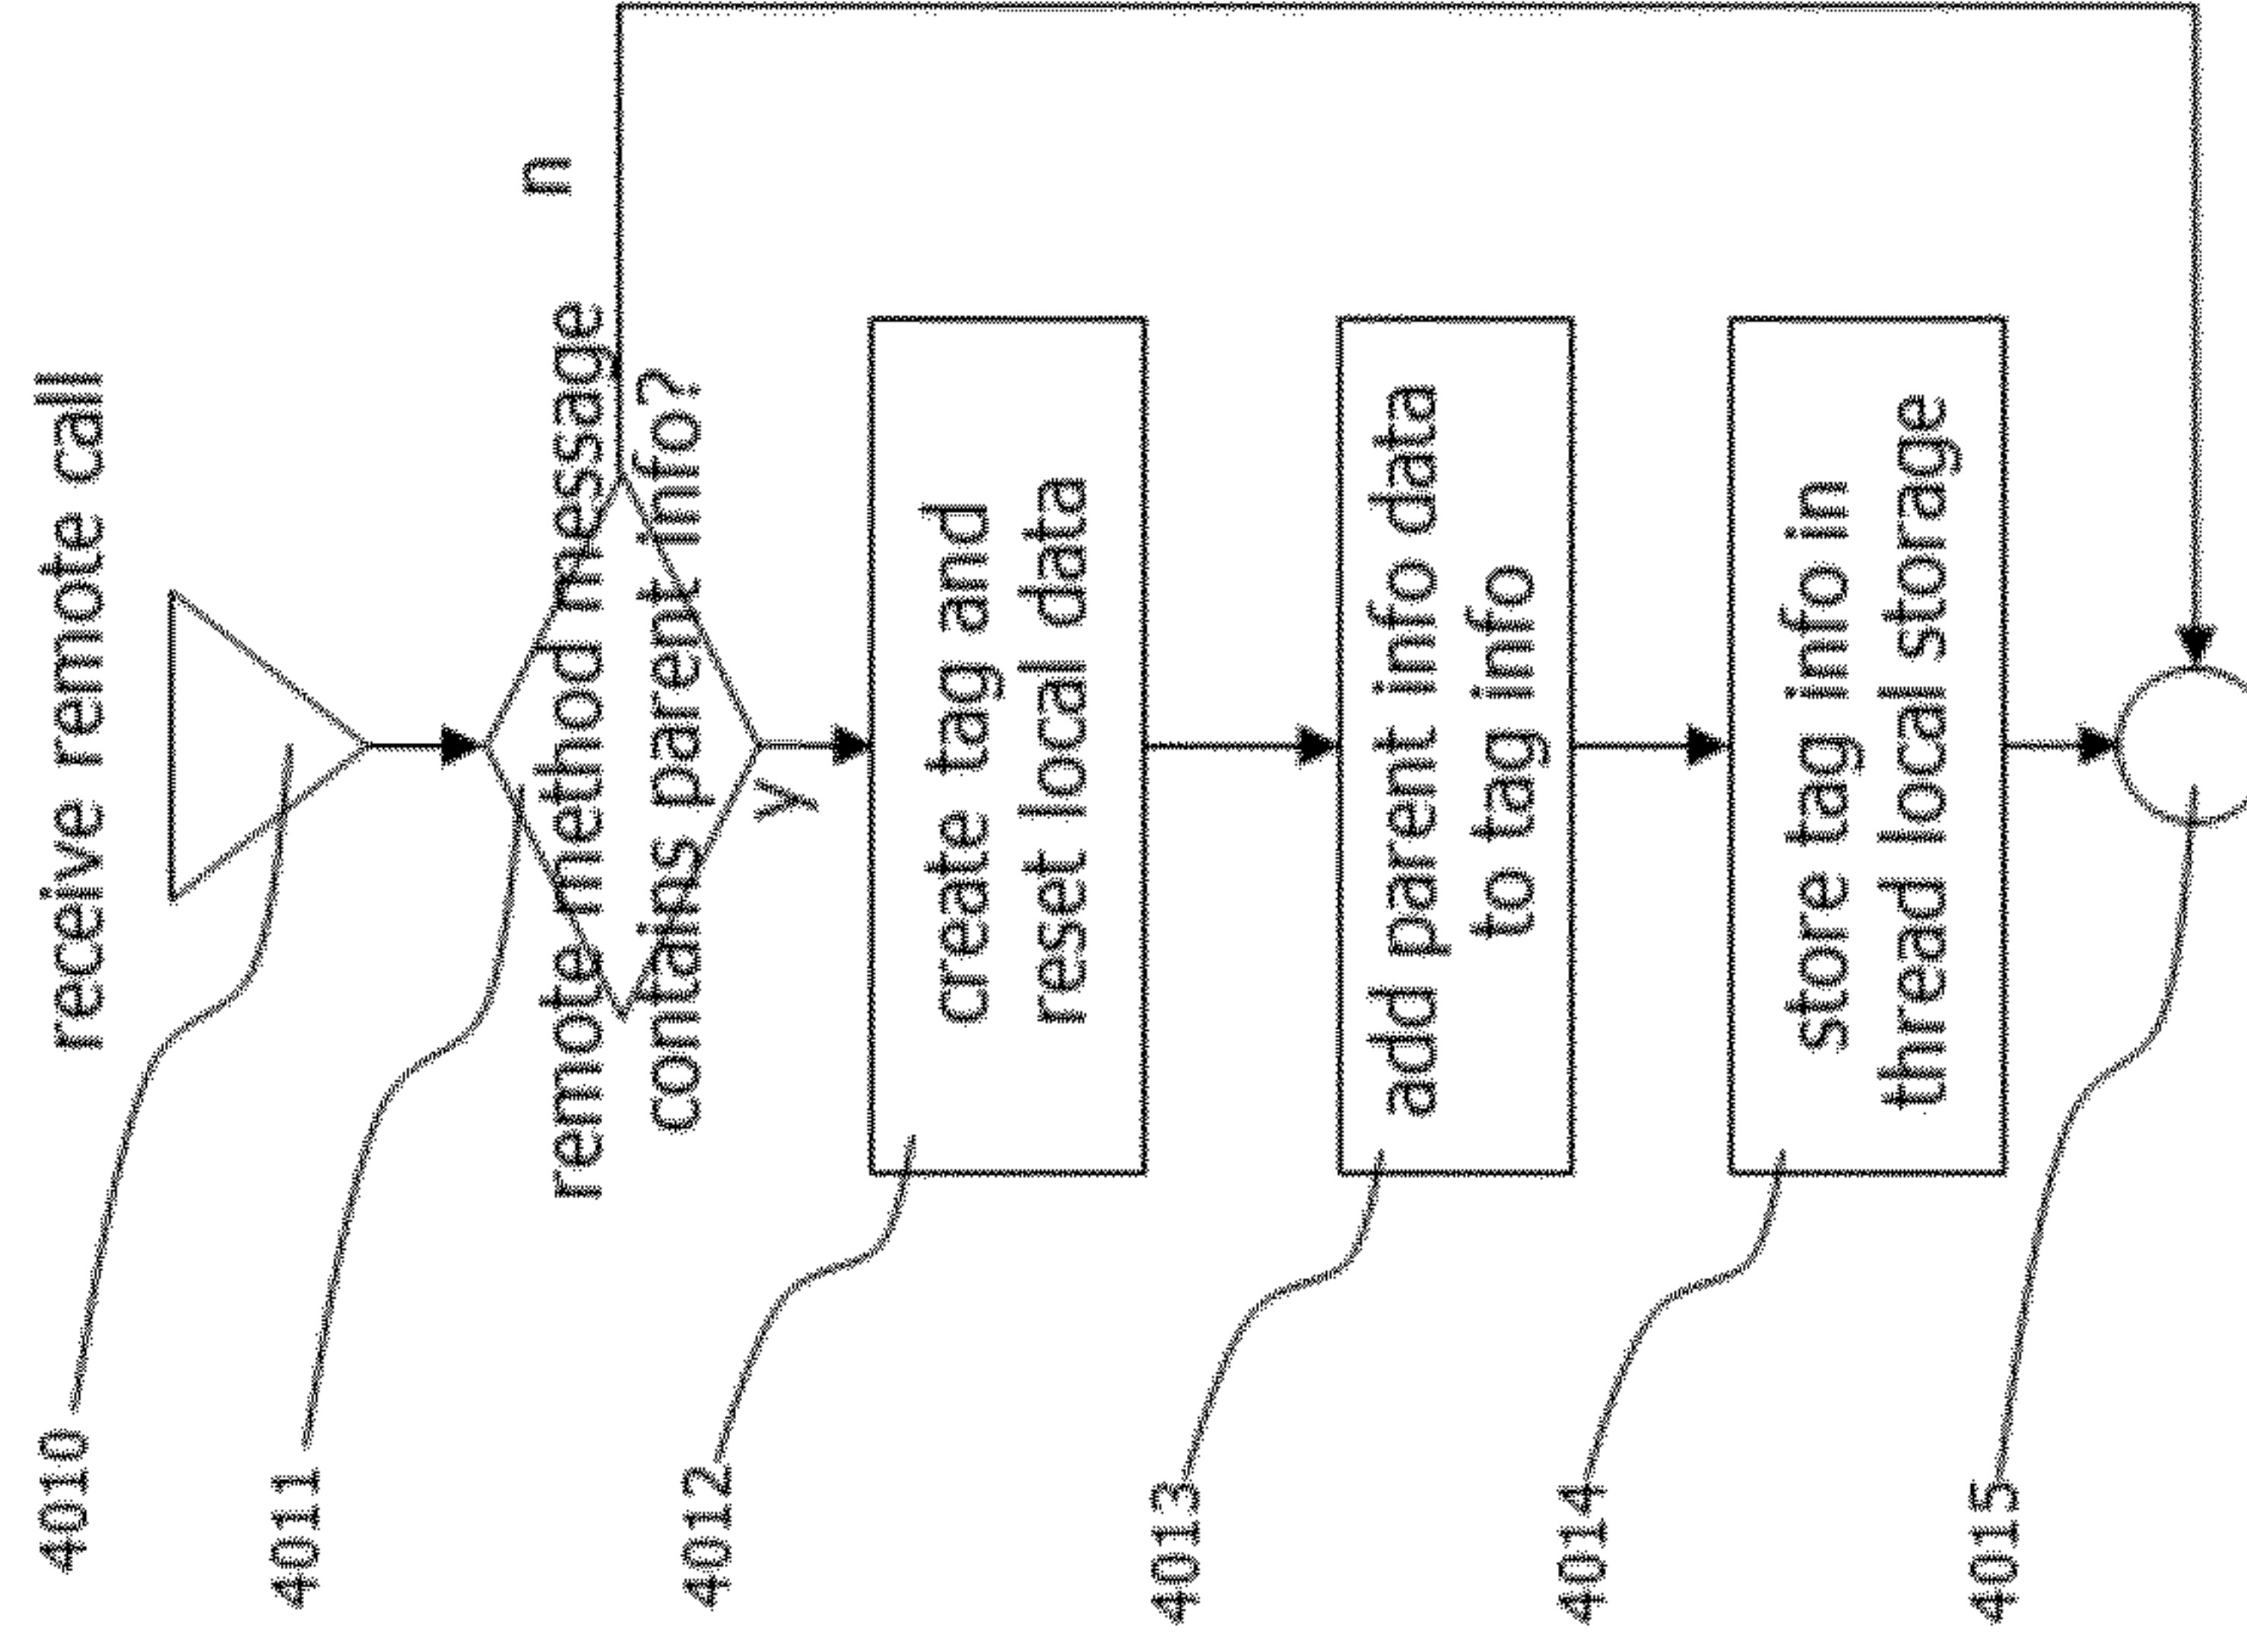 receive remote call
4010
4011
remote method message
contains parent info?
n
y
4012
create tag and
reset local data
4013
add parent info data
to tag info
4014
store tag info in
thread local storage
4015